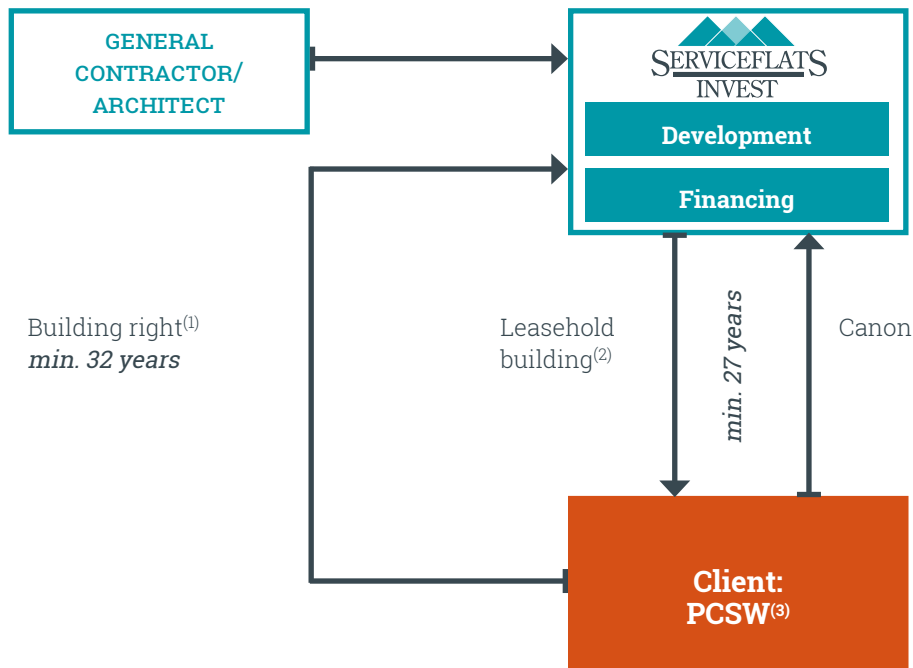 GENERAL
CONTRACTOR/
ARCHITECT
SERVICEFLATS
INVEST
Development
Financing
Building right(1)
min. 32 years
Leasehold
building(2)
min. 27 years
Canon
Client:
PCSW(3)